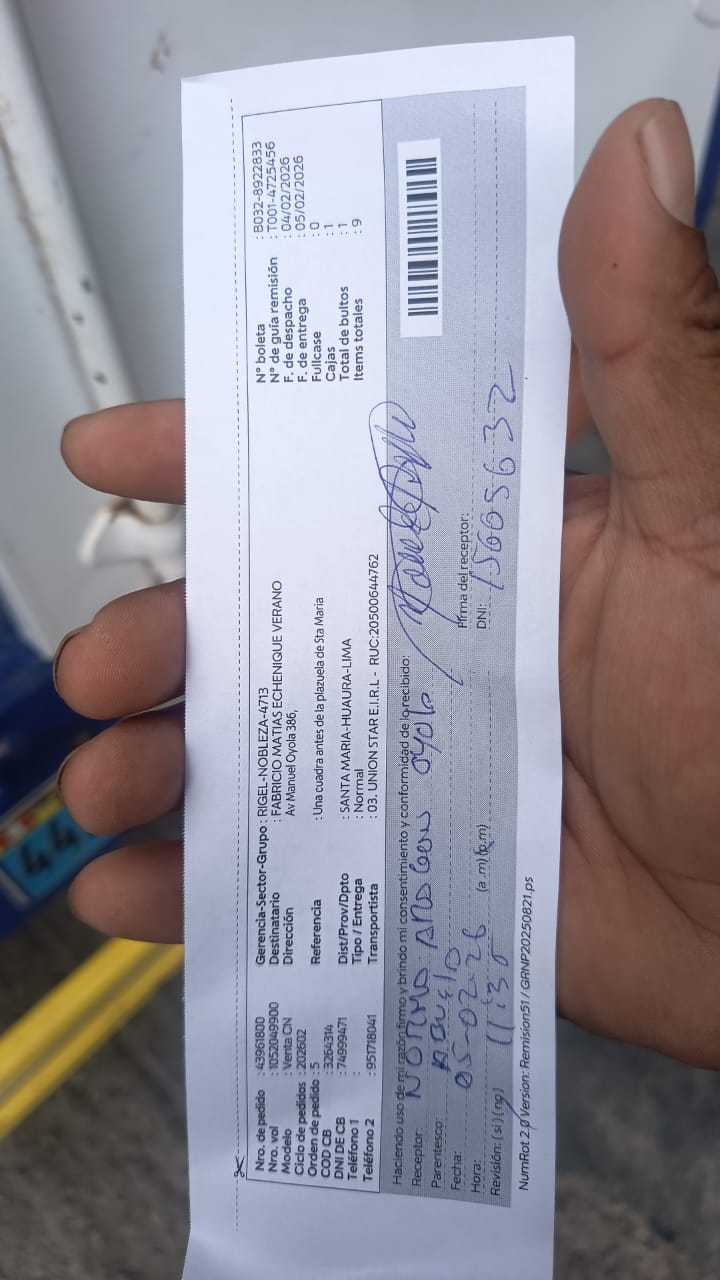 Nro. de pedido : 43961800
Nro. vol : 1052049900
Modelo : Venta CN
Ciclo de pedidos : 202602
Orden de pedido : 5
COD CB : 3264314
DNI DE CB : 74999471
Teléfono 1 :
Teléfono 2 : 951718041
Gerencia-Sector-Grupo : RIGEL-NOBLEZA-4713
Destinatario : FABRICIO MATIAS ECHENIQUE VERANO
Dirección : Av Manuel Oyola 386,
Referencia : Una cuadra antes de la plazuela de Sta Maria
Dist/Prov/Dpto : SANTA MARIA-HUAURA-LIMA
Tipo / Entrega : Normal
Transportista : 03. UNION STAR E.I.R.L - RUC:20500644762
N° boleta : B032-8922833
N° de guía remisión : T001-4725456
F. de despacho : 04/02/2026
F. de entrega : 05/02/2026
Fullcase : 0
Cajas : 1
Total de bultos : 1
Items totales : 9
Haciendo uso de mi razón firmo y brindo mi consentimiento y conformidad de lo recibido:
Receptor: NORMA oyola
Parentesco: Abuela
Fecha: 05-02-26
Hora: 11:30 (a.m) (p.m)
Revisión: (si) (no)
Firma del receptor:
DNI: 15605632
NumRot 2.0 Version: Remision51 / GRNP20250821.ps
44